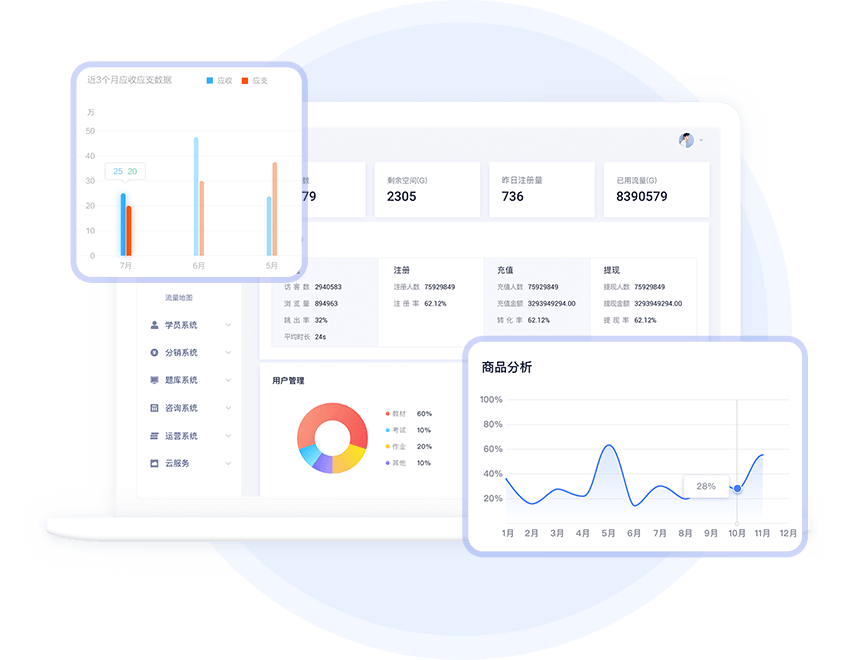 近3个月应收应支数据
应收
应支
万
50
40
30
20
10
0
25 20
7月
6月
5月
数
79
剩余空间(G)
2305
昨日注册量
736
已用流量(G)
8390579
访客数 2940583
浏览量 894963
跳出率 32%
平均时长 24s
注册
注册人数 75929849
注册率 62.12%
充值
充值人数 75929849
充值金额 3293949294.00
转化率 62.12%
提现
提现人数 75929849
提现金额 3293949294.00
提现率 62.12%
流量地图
学员系统
分销系统
题库系统
咨询系统
运营系统
云服务
用户管理
教材 60%
考试 10%
作业 20%
其他 10%
商品分析
100%
80%
60%
40%
20%
28%
1月
2月
3月
4月
5月
6月
7月
8月
9月
10月
11月
12月